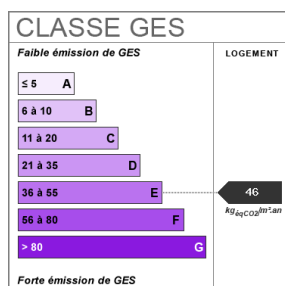 CLASSE GES
Faible émission de GES
LOGEMENT
≤ 5 A
6 à 10 B
11 à 20 C
21 à 35 D
36 à 55 E
46
kgéqCO2/m².an
56 à 80 F
> 80 G
Forte émission de GES